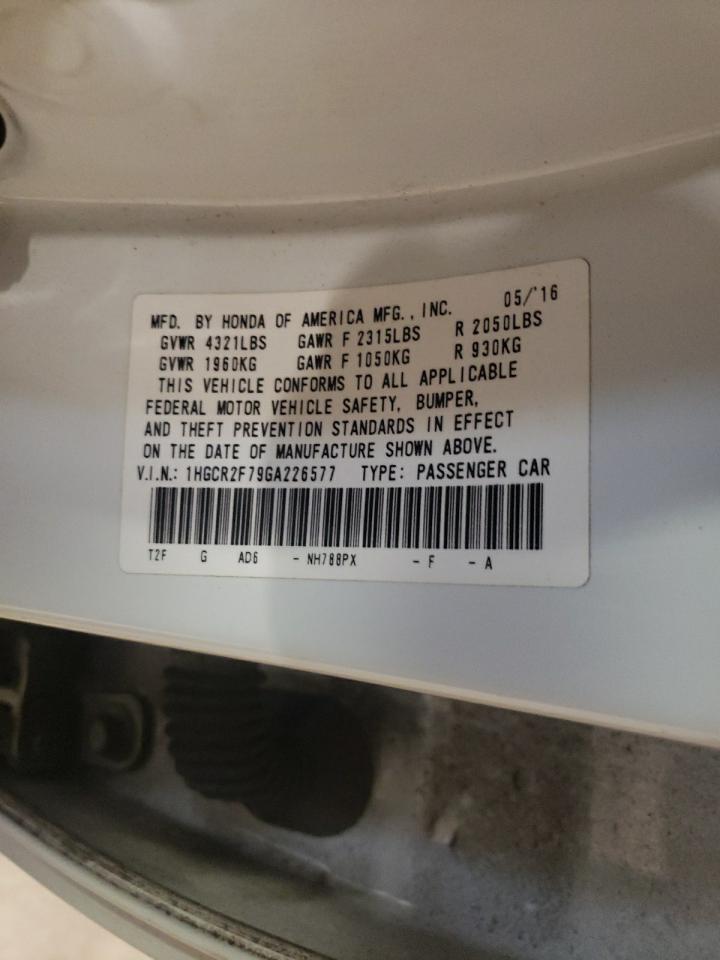 MFD. BY HONDA OF AMERICA MFG., INC. 05/'16
GVWR 4321LBS GAWR F 2315LBS R 2050LBS
GVWR 1960KG GAWR F 1050KG R 930KG
THIS VEHICLE CONFORMS TO ALL APPLICABLE
FEDERAL MOTOR VEHICLE SAFETY, BUMPER,
AND THEFT PREVENTION STANDARDS IN EFFECT
ON THE DATE OF MANUFACTURE SHOWN ABOVE.
V.I.N.: 1HGCR2F79GA226577 TYPE: PASSENGER CAR
T2F G AD6 - NH788PX - F - A